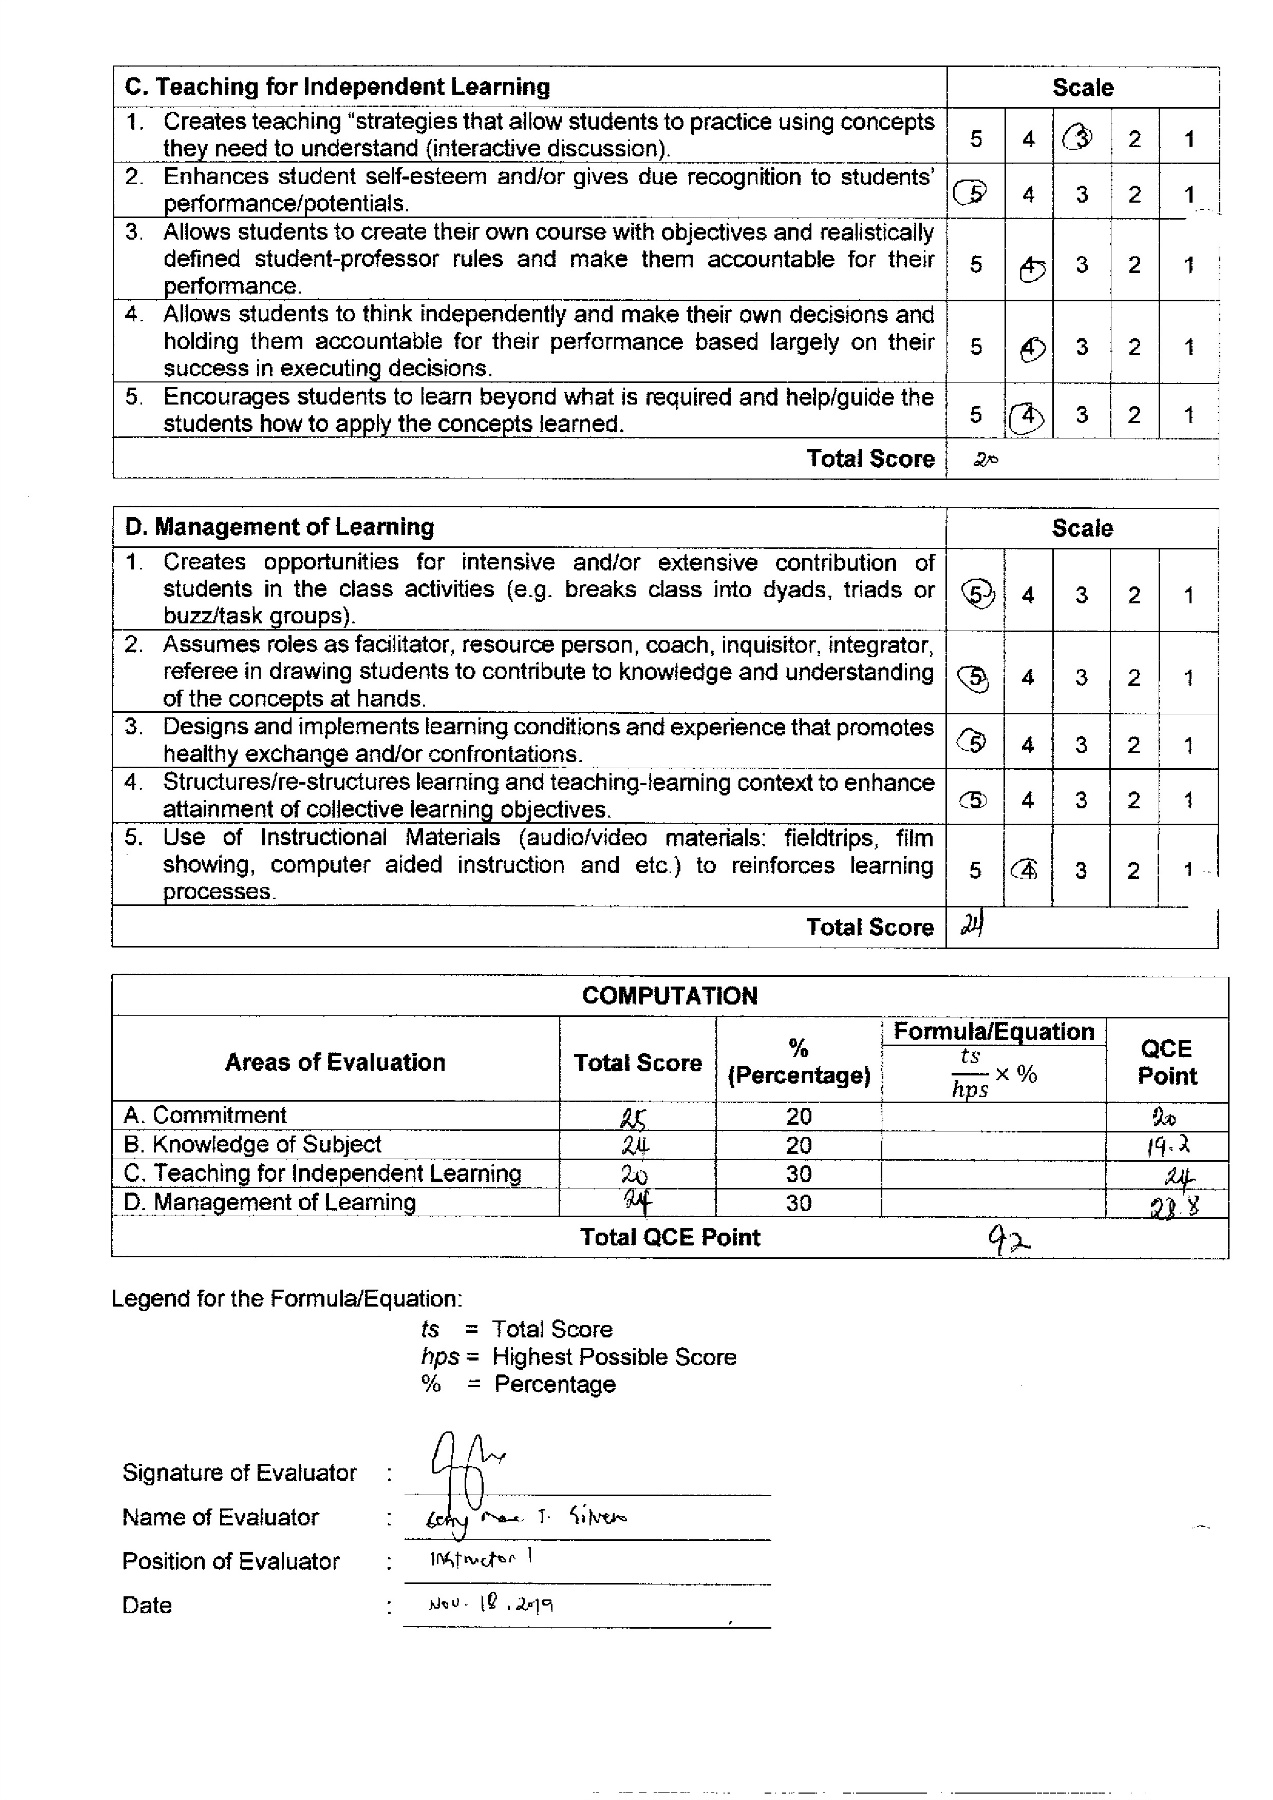 C. Teaching for Independent Learning Scale
1. Creates teaching "strategies that allow students to practice using concepts
they need to understand (interactive discussion). 5 4 3 2 1
2. Enhances student self-esteem and/or gives due recognition to students'
performance/potentials. 5 4 3 2 1
3. Allows students to create their own course with objectives and realistically
defined student-professor rules and make them accountable for their 5 4 3 2 1
performance.
4. Allows students to think independently and make their own decisions and
holding them accountable for their performance based largely on their 5 4 3 2 1
success in executing decisions.
5. Encourages students to learn beyond what is required and help/guide the
students how to apply the concepts learned. 5 4 3 2 1
Total Score 20
D. Management of Learning Scale
1. Creates opportunities for intensive and/or extensive contribution of
students in the class activities (e.g. breaks class into dyads, triads or 5 4 3 2 1
buzz/task groups).
2. Assumes roles as facilitator, resource person, coach, inquisitor, integrator,
referee in drawing students to contribute to knowledge and understanding 5 4 3 2 1
of the concepts at hands.
3. Designs and implements learning conditions and experience that promotes
healthy exchange and/or confrontations. 5 4 3 2 1
4. Structures/re-structures learning and teaching-learning context to enhance
attainment of collective learning objectives. 5 4 3 2 1
5. Use of Instructional Materials (audio/video materials: fieldtrips, film
showing, computer aided instruction and etc.) to reinforces learning 5 4 3 2 1
processes.
Total Score 24
COMPUTATION
Areas of Evaluation Total Score % (Percentage) Formula/Equation ts/hps x % QCE Point
A. Commitment 25 20 20
B. Knowledge of Subject 24 20 19.2
C. Teaching for Independent Learning 20 30 24
D. Management of Learning 24 30 28.8
Total QCE Point 92
Legend for the Formula/Equation:
ts = Total Score
hps = Highest Possible Score
% = Percentage
Signature of Evaluator :
Name of Evaluator : Mae T.
Position of Evaluator : Instructor I
Date : Nov. 18, 2019